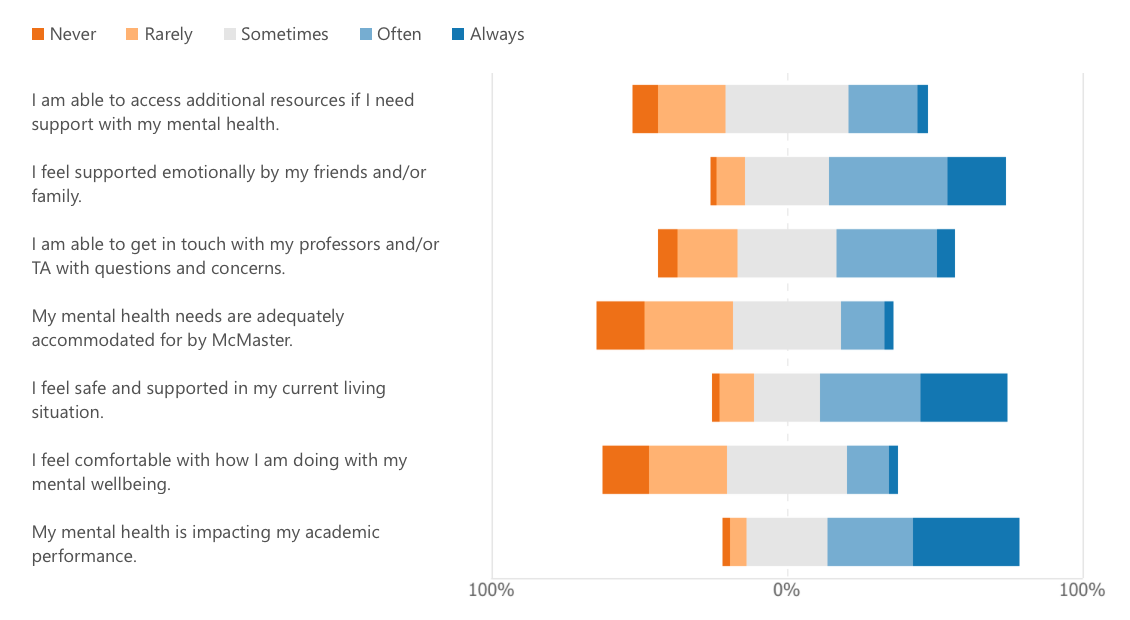 Never Rarely Sometimes Often Always
I am able to access additional resources if I need
support with my mental health.
I feel supported emotionally by my friends and/or
family.
I am able to get in touch with my professors and/or
TA with questions and concerns.
My mental health needs are adequately
accommodated for by McMaster.
I feel safe and supported in my current living
situation.
I feel comfortable with how I am doing with my
mental wellbeing.
My mental health is impacting my academic
performance.
100% 0% 100%